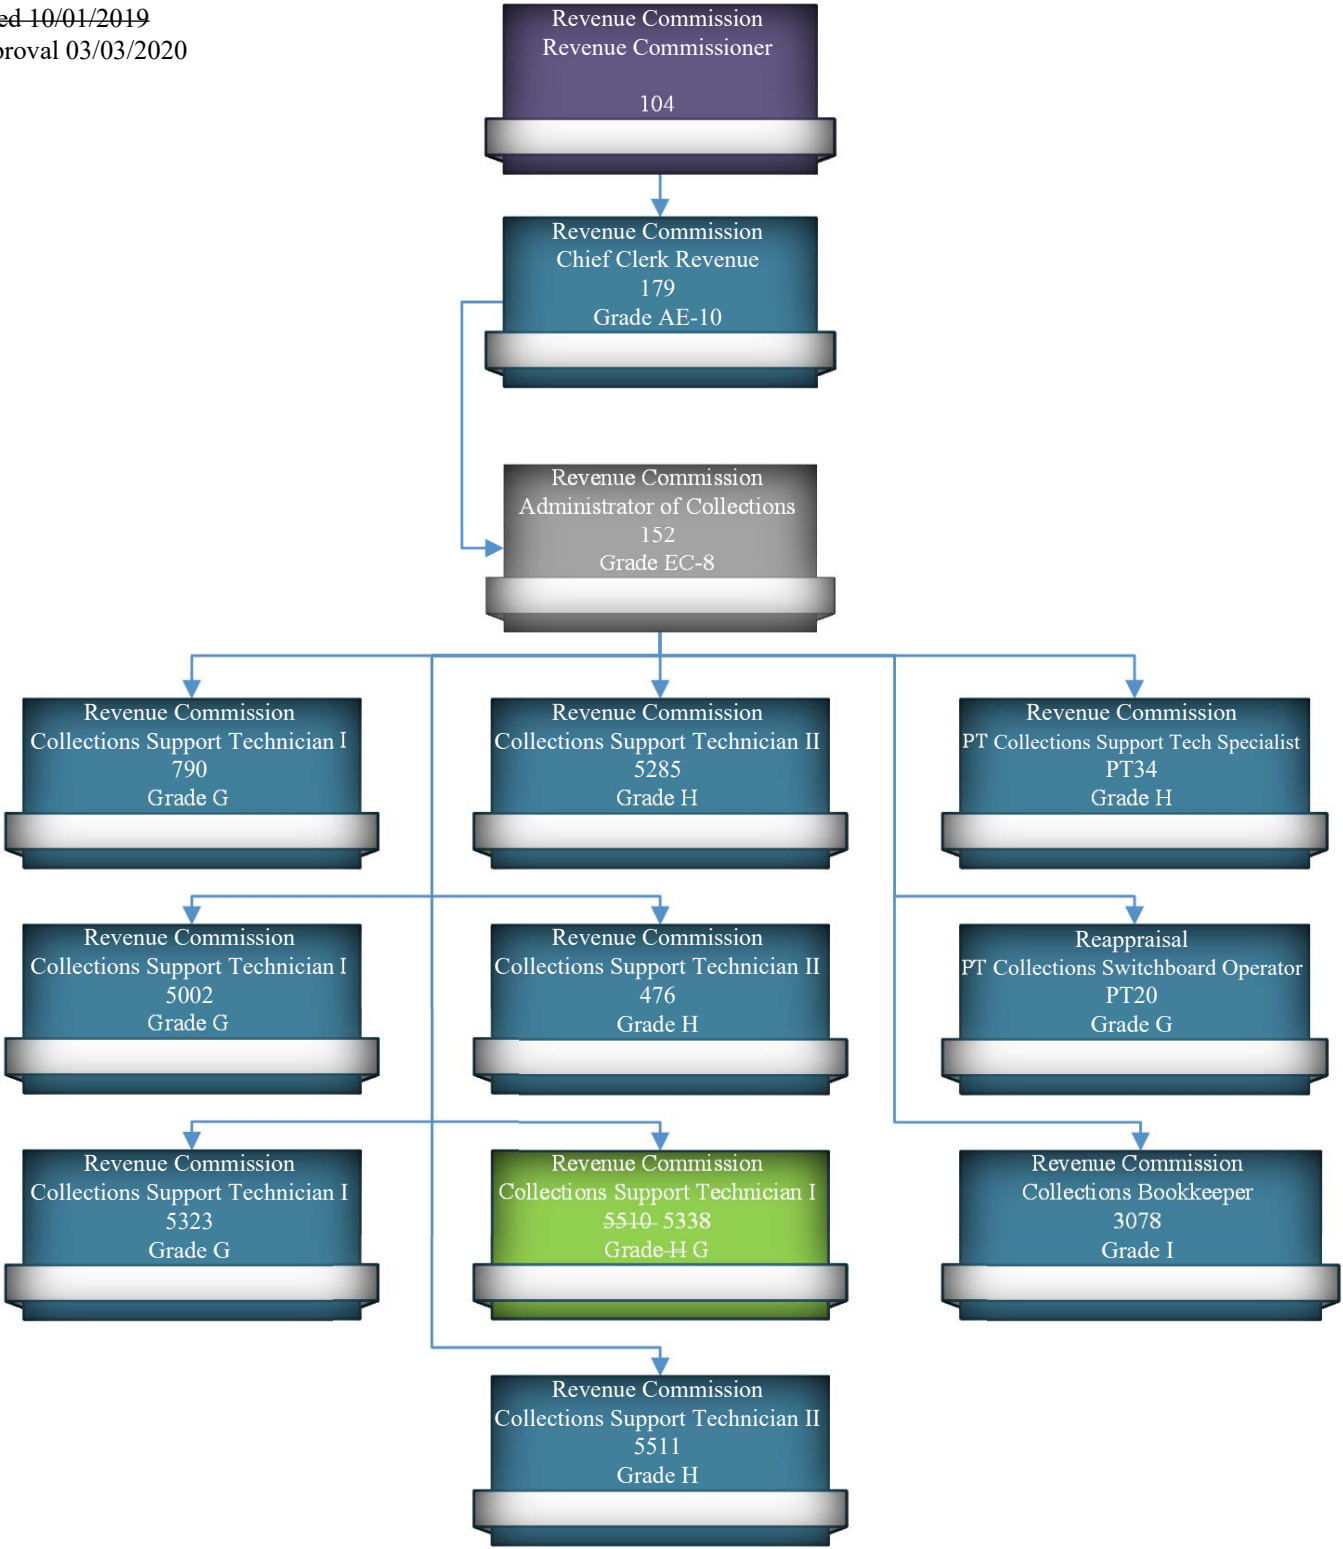 ed 10/01/2019
proval 03/03/2020
Revenue Commission
Revenue Commissioner
104
Revenue Commission
Chief Clerk Revenue
179
Grade AE-10
Revenue Commission
Administrator of Collections
152
Grade EC-8
Revenue Commission
Collections Support Technician I
790
Grade G
Revenue Commission
Collections Support Technician II
5285
Grade H
Revenue Commission
PT Collections Support Tech Specialist
PT34
Grade H
Revenue Commission
Collections Support Technician I
5002
Grade G
Revenue Commission
Collections Support Technician II
476
Grade H
Reappraisal
PT Collections Switchboard Operator
PT20
Grade G
Revenue Commission
Collections Support Technician I
5323
Grade G
Revenue Commission
Collections Support Technician I
5510 5338
Grade H G
Revenue Commission
Collections Bookkeeper
3078
Grade I
Revenue Commission
Collections Support Technician II
5511
Grade H